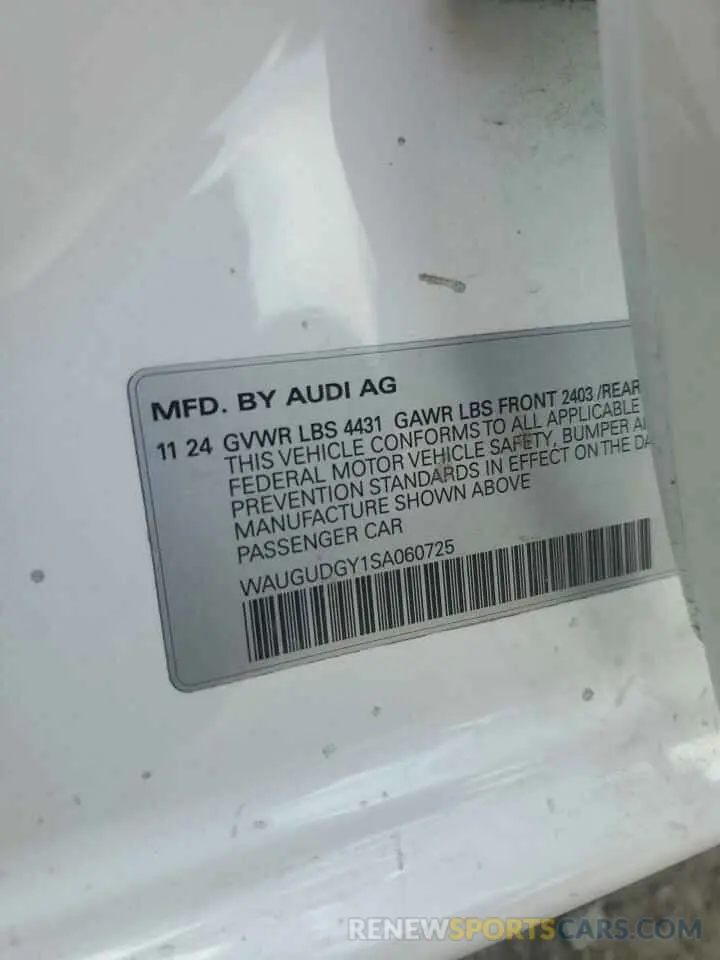 MFD. BY AUDI AG
11 24 GVWR LBS 4431 GAWR LBS FRONT 2403 /REAR
THIS VEHICLE CONFORMS TO ALL APPLICABLE
FEDERAL MOTOR VEHICLE SAFETY, BUMPER
PREVENTION STANDARDS IN EFFECT ON THE
MANUFACTURE SHOWN ABOVE
PASSENGER CAR
WAUGUDGY1SA060725
RENEWSPORTSCARS.COM